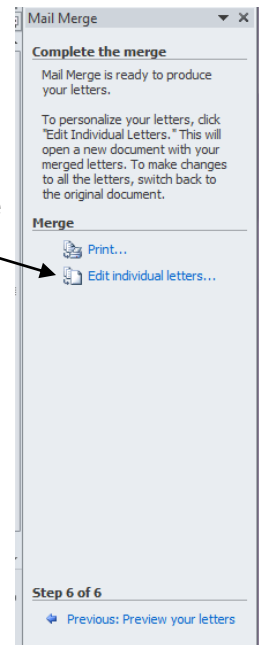 Mail Merge
Complete the merge
Mail Merge is ready to produce
your letters.
To personalize your letters, click
"Edit Individual Letters." This will
open a new document with your
merged letters. To make changes
to all the letters, switch back to
the original document.
Merge
Print...
Edit individual letters...
Step 6 of 6
Previous: Preview your letters